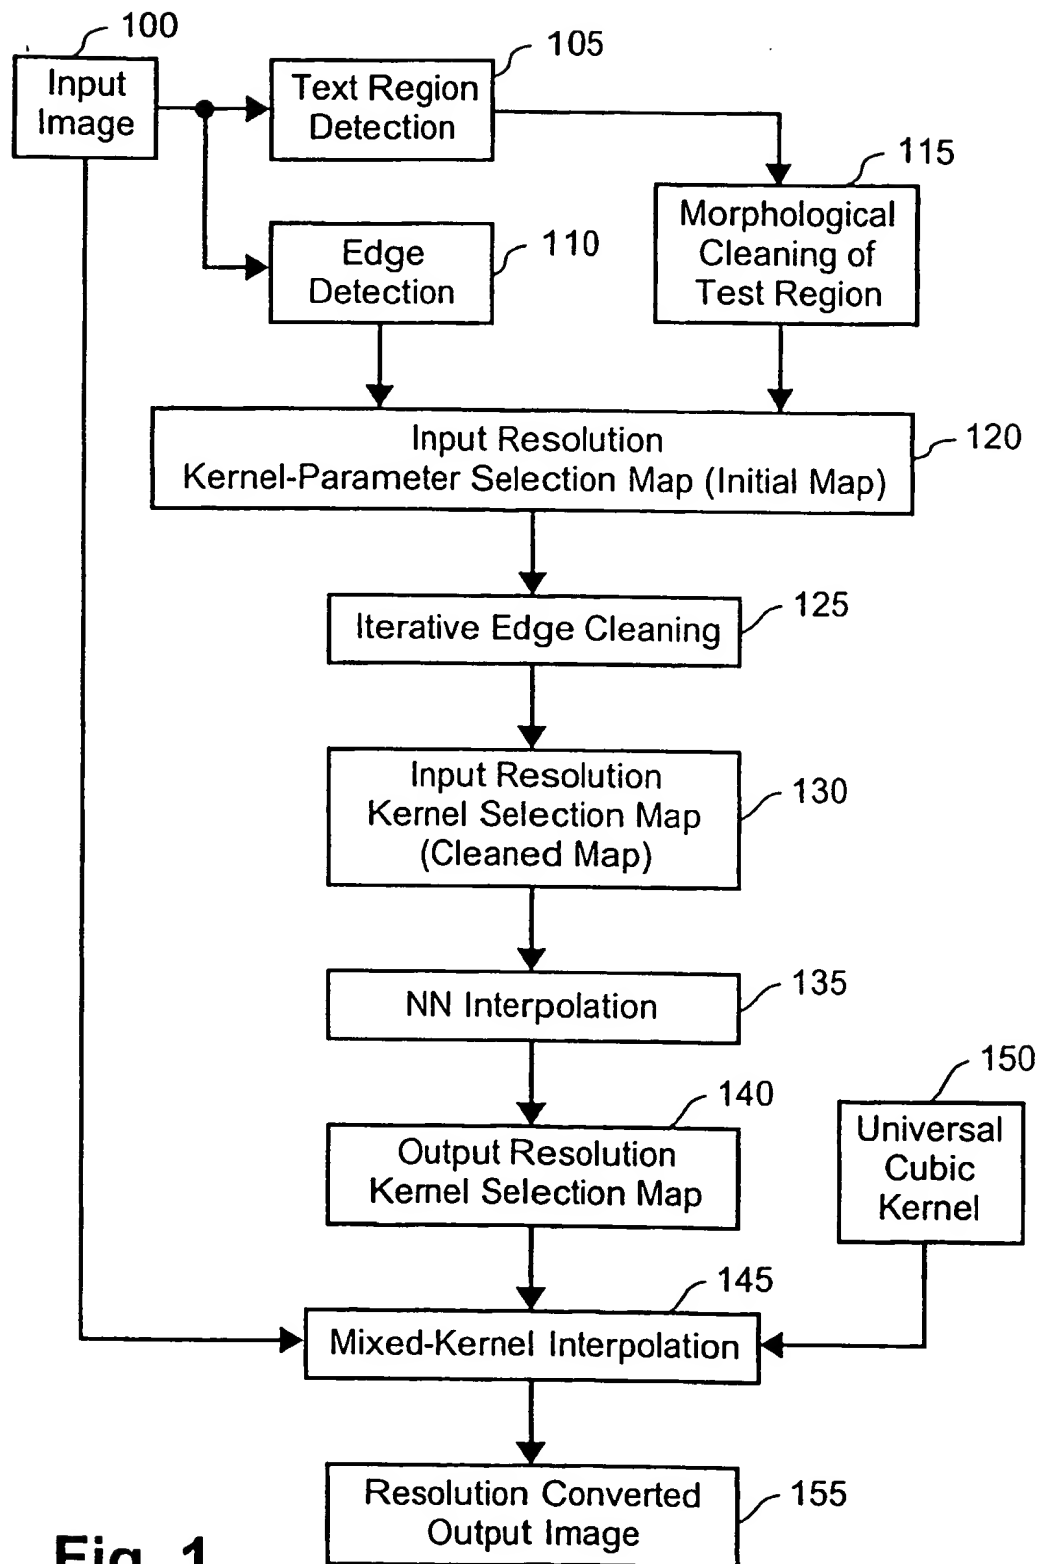 100
Input
Image
105
Text Region
Detection
110
Edge
Detection
115
Morphological
Cleaning of
Test Region
120
Input Resolution
Kernel-Parameter Selection Map (Initial Map)
125
Iterative Edge Cleaning
130
Input Resolution
Kernel Selection Map
(Cleaned Map)
135
NN Interpolation
140
Output Resolution
Kernel Selection Map
150
Universal
Cubic
Kernel
145
Mixed-Kernel Interpolation
155
Resolution Converted
Output Image
Fig. 1